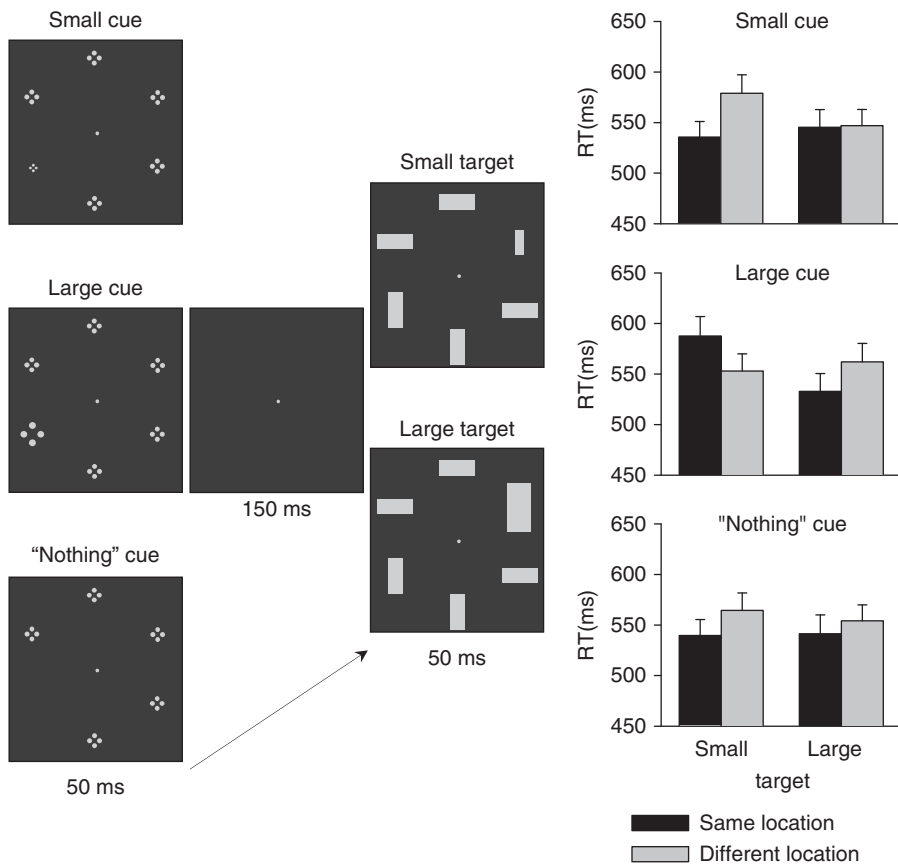 Small cue
Large cue
“Nothing” cue
50 ms
150 ms
Small target
Large target
50 ms
Small cue
RT(ms)
650
600
550
500
450
Large cue
RT(ms)
650
600
550
500
450
"Nothing" cue
RT(ms)
650
600
550
500
450
Small Large
target
Same location
Different location